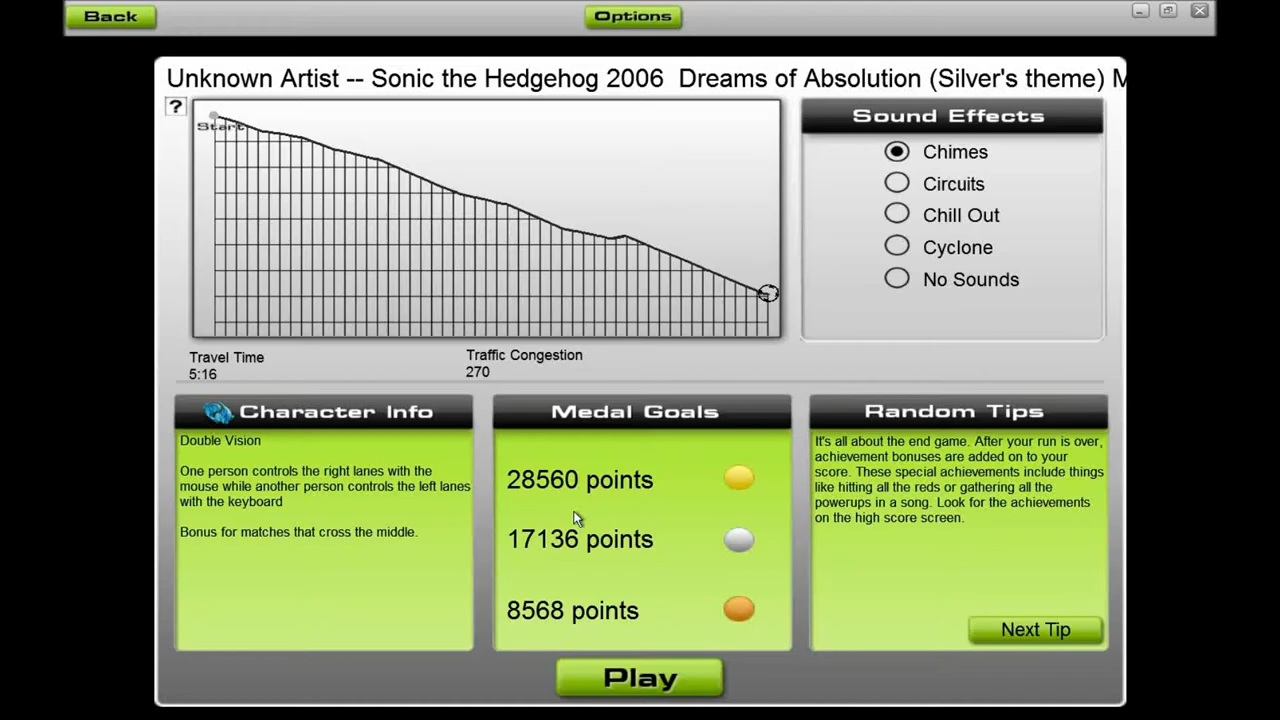 Back
Options
Unknown Artist -- Sonic the Hedgehog 2006  Dreams of Absolution (Silver's theme) M
?
Start
Sound Effects
Chimes
Circuits
Chill Out
Cyclone
No Sounds
Travel Time
5:16
Traffic Congestion
270
Character Info
Double Vision
One person controls the right lanes with the
mouse while another person controls the left lanes
with the keyboard
Bonus for matches that cross the middle.
Medal Goals
28560 points
17136 points
8568 points
Random Tips
It's all about the end game. After your run is over,
achievement bonuses are added on to your
score. These special achievements include things
like hitting all the reds or gathering all the
powerups in a song. Look for the achievements
on the high score screen.
Next Tip
Play